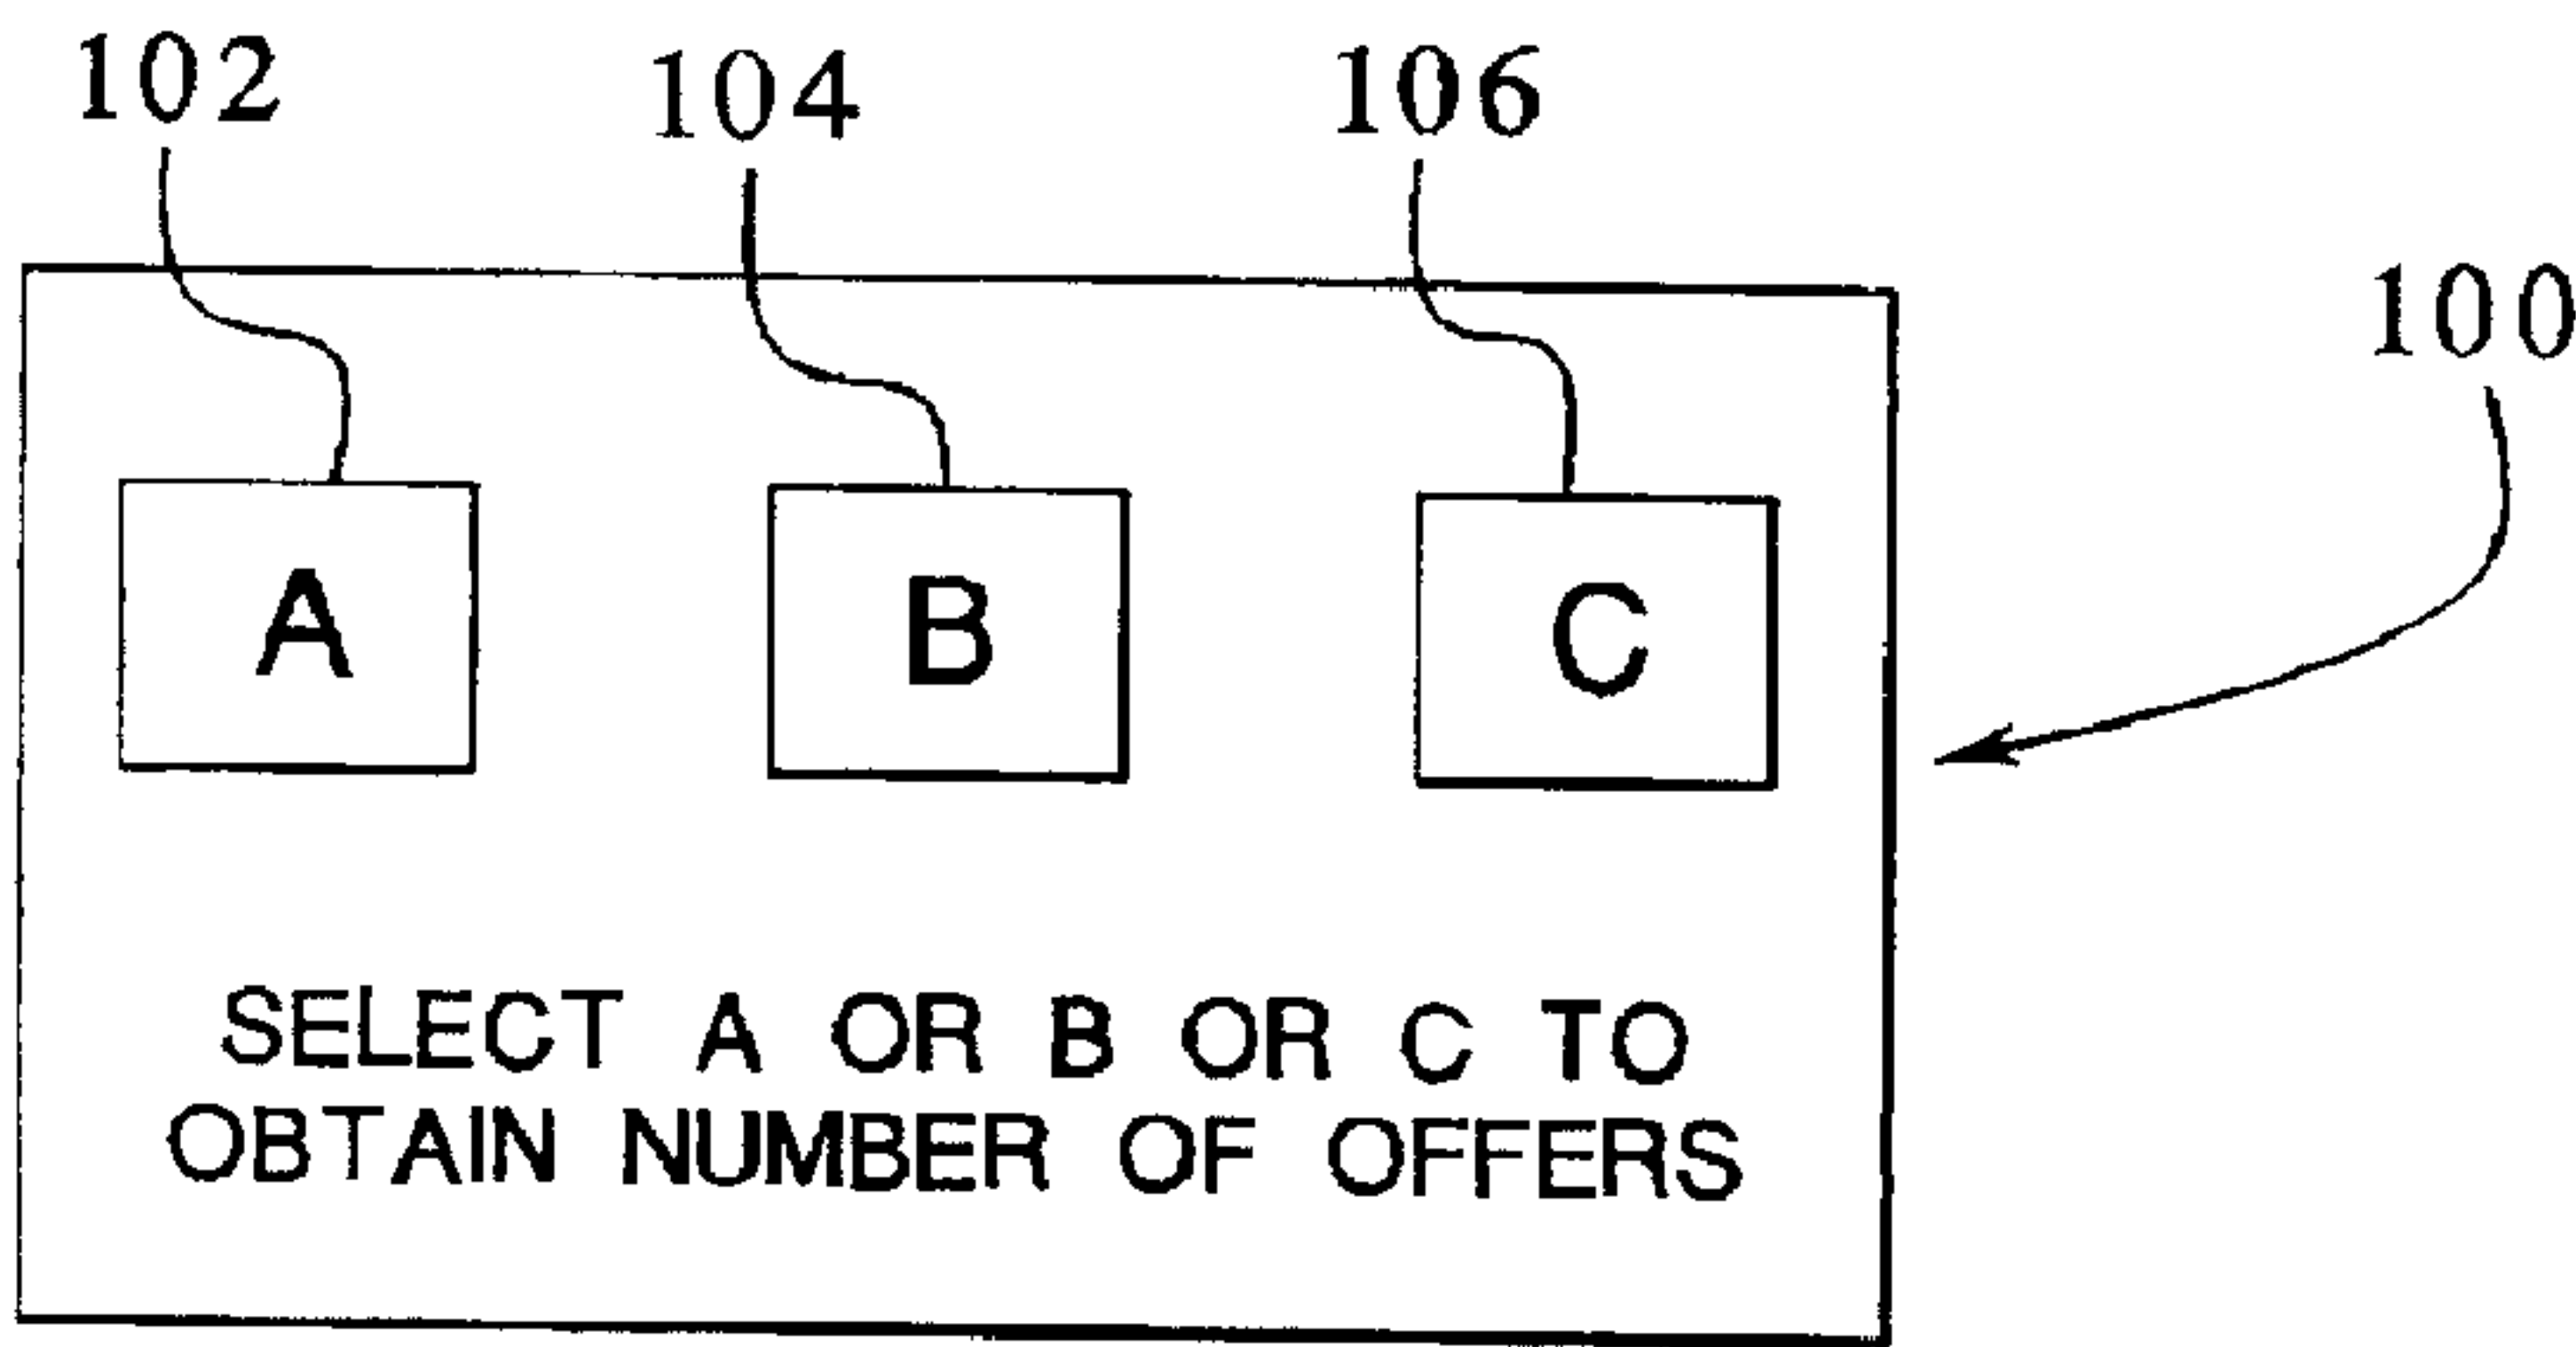 102
104
106
100
A
B
C
SELECT A OR B OR C TO
OBTAIN NUMBER OF OFFERS